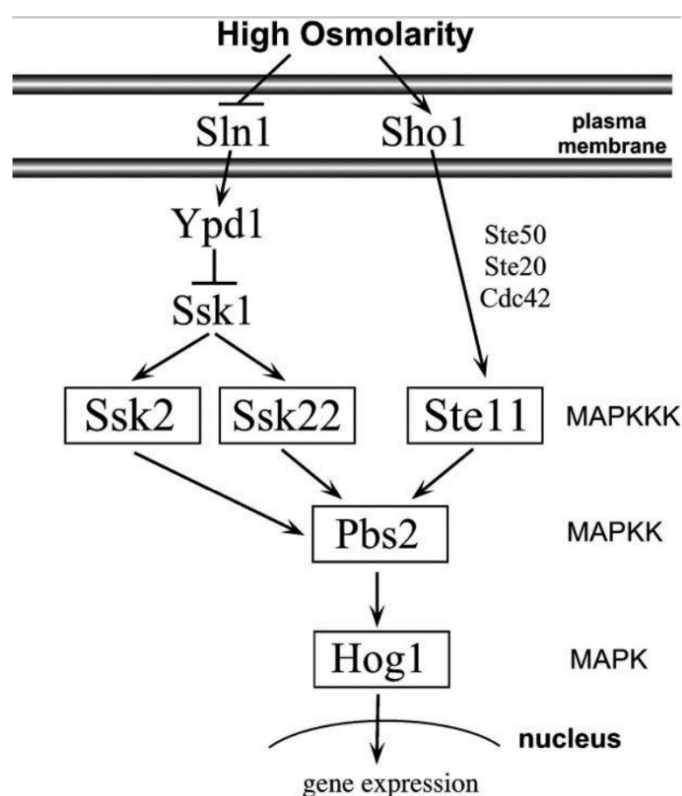 High Osmolarity
Sln1
Sho1
plasma
membrane
Ypd1
Ste50
Ste20
Cdc42
Ssk1
Ssk2
Ssk22
Ste11
MAPKKK
Pbs2
MAPKK
Hog1
MAPK
nucleus
gene expression